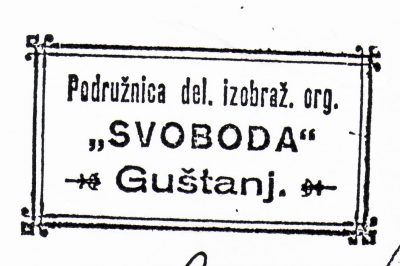 Podružnica del. izobraž. org.
„SVOBODA“
Guštanj.